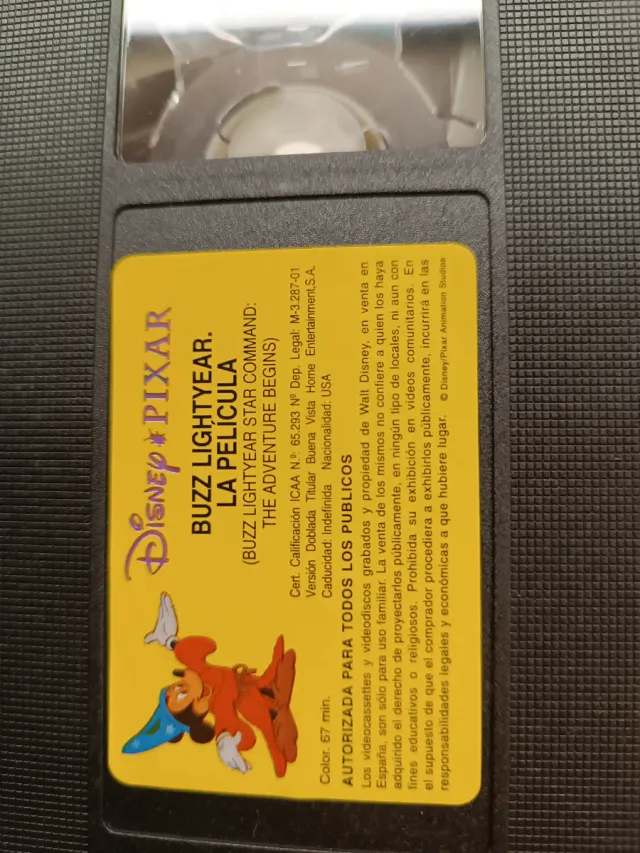 DISNEY PIXAR
BUZZ LIGHTYEAR.
LA PELÍCULA
(BUZZ LIGHTYEAR STAR COMMAND:
THE ADVENTURE BEGINS)
Cert. Calificación ICAA N.º: 65.293 Nº Dep. Legal: M-3.287-01
Versión Doblada Titular Buena Vista Home Entertainment,S.A.
Color. 67 min. Caducidad: Indefinida Nacionalidad: USA
AUTORIZADA PARA TODOS LOS PUBLICOS
Los videocassettes y videodiscos grabados y propiedad de Walt Disney, en venta en
España, son sólo para uso familiar. La venta de los mismos no confiere a quien los haya
adquirido el derecho de proyectarlos públicamente, en ningún tipo de locales, ni aun con
fines educativos o religiosos. Prohibida su exhibición en vídeos comunitarios. En
el supuesto de que el comprador procediera a exhibirlos públicamente, incurrirá en las
responsabilidades legales y económicas a que hubiere lugar. © Disney/Pixar Animation Studios